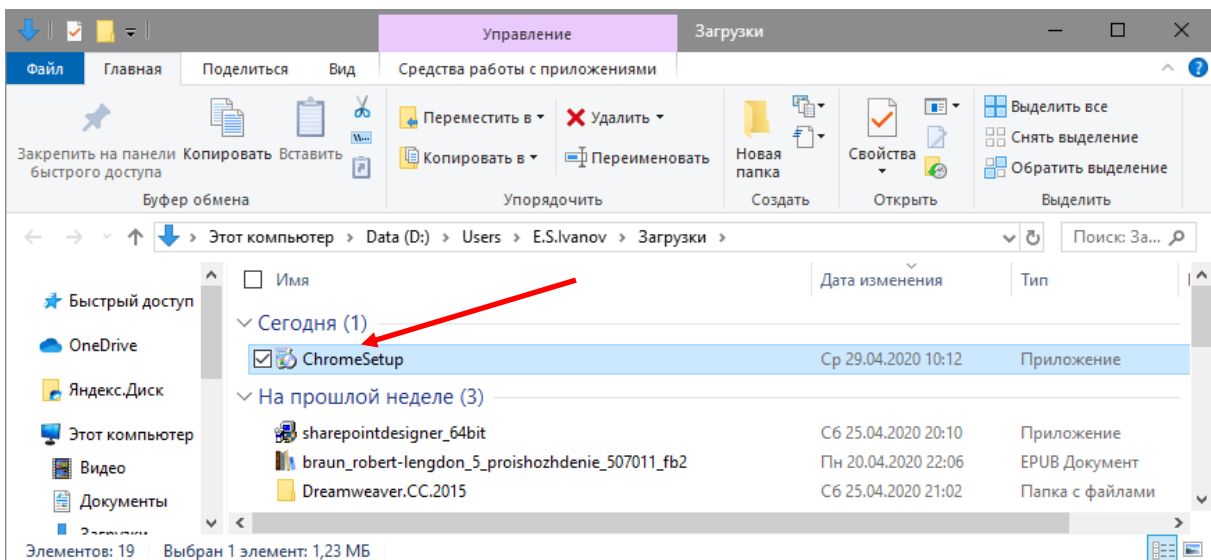 Управление
Загрузки
Файл Главная Поделиться Вид Средства работы с приложениями
Закрепить на панели быстрого доступа
Копировать
Вставить
Буфер обмена
Переместить в
Копировать в
Удалить
Переименовать
Упорядочить
Новая папка
Создать
Свойства
Открыть
Выделить все
Снять выделение
Обратить выделение
Выделить
Этот компьютер > Data (D:) > Users > E.S.Ivanov > Загрузки >
Поиск: За...
Быстрый доступ
OneDrive
Яндекс.Диск
Этот компьютер
Видео
Документы
Загрузки
Имя Дата изменения Тип
Сегодня (1)
ChromeSetup Ср 29.04.2020 10:12 Приложение
На прошлой неделе (3)
sharepointdesigner_64bit Сб 25.04.2020 20:10 Приложение
braun_robert-lengdon_5_proishozhdenie_507011_fb2 Пн 20.04.2020 22:06 EPUB Документ
Dreamweaver.CC.2015 Сб 25.04.2020 21:02 Папка с файлами
Элементов: 19 Выбран 1 элемент: 1,23 МБ